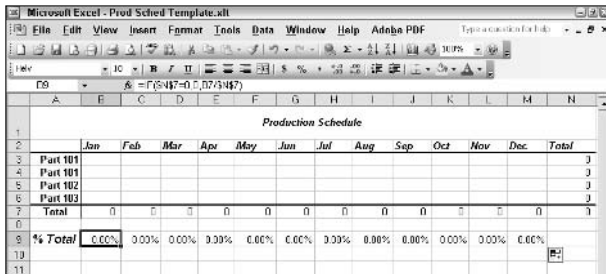 Microsoft Excel - Prod Sched Template.xlt
File Edit View Insert Format Tools Data Window Help Adobe PDF Type a question for help
100%
Helv 10 B I U $ % ,
B9 fx =IF($N$7=0,0,B7/$N$7)
A B C D E F G H I J K L M N
1 Production Schedule
2 Jan Feb Mar Apr May Jun Jul Aug Sep Oct Nov Dec Total
3 Part 101 0
4 Part 101 0
5 Part 102 0
6 Part 103 0
7 Total 0 0 0 0 0 0 0 0 0 0 0 0 0
8
9 % Total 0.00% 0.00% 0.00% 0.00% 0.00% 0.00% 0.00% 0.00% 0.00% 0.00% 0.00% 0.00%
10
11